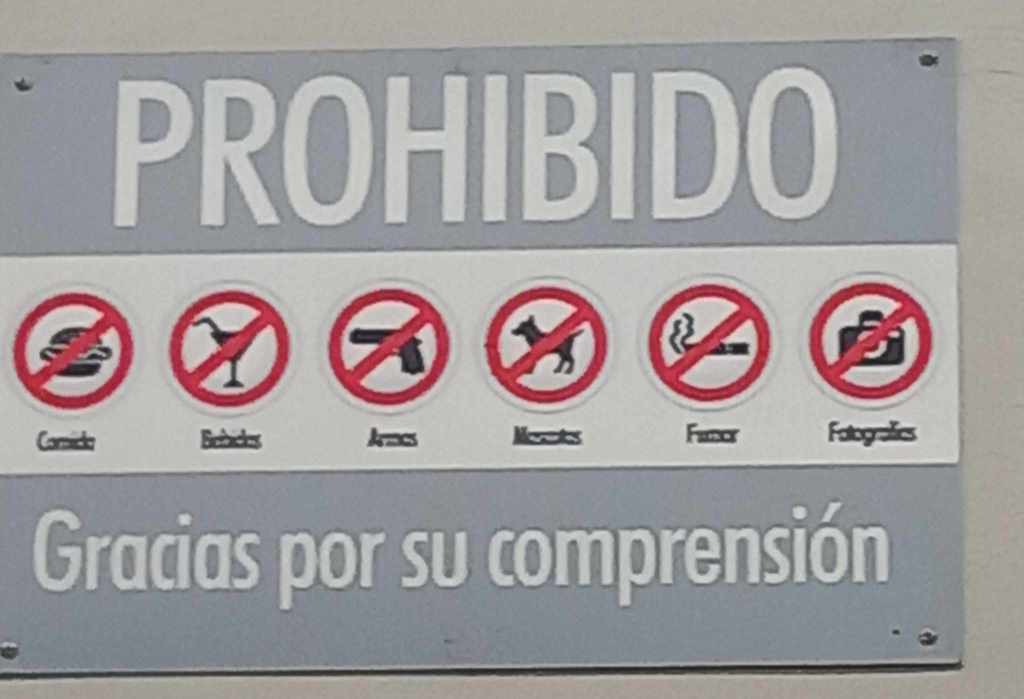 PROHIBIDO
Comida Bebidas Armas Mascotas Fumar Fotografías
Gracias por su comprensión